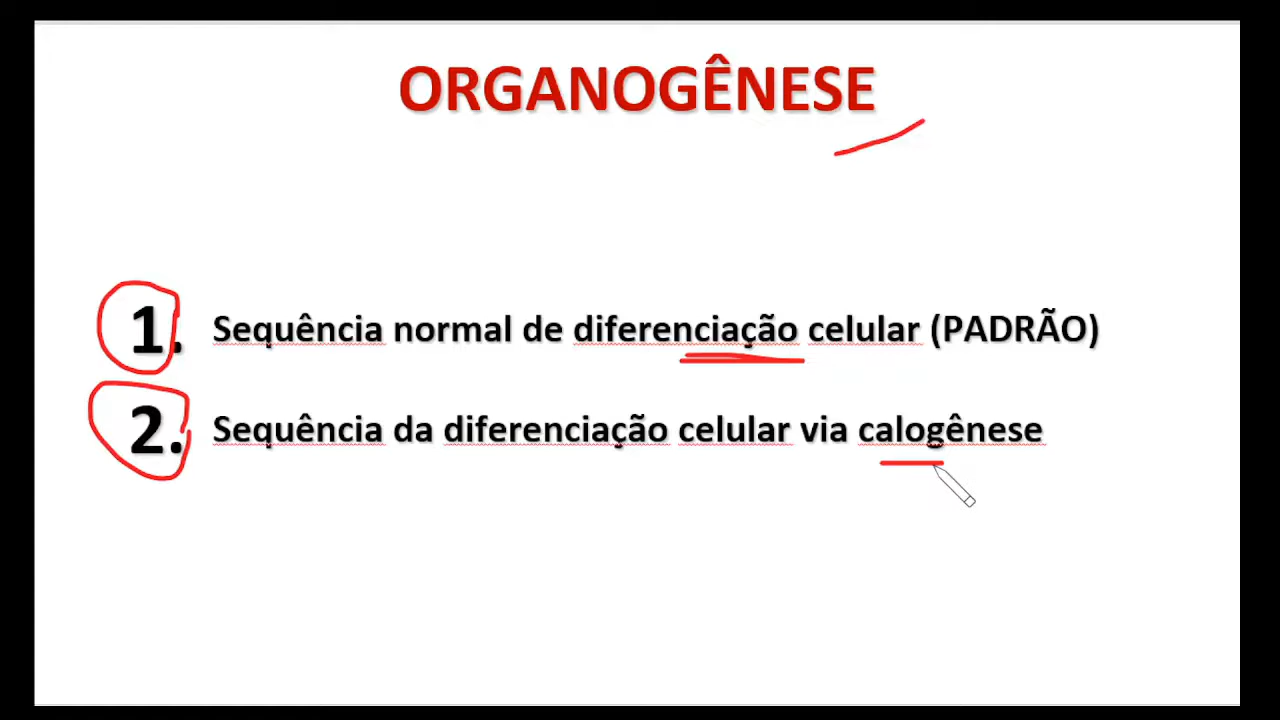 ORGANOGÊNESE
1. Sequência normal de diferenciação celular (PADRÃO)
2. Sequência da diferenciação celular via calogênese